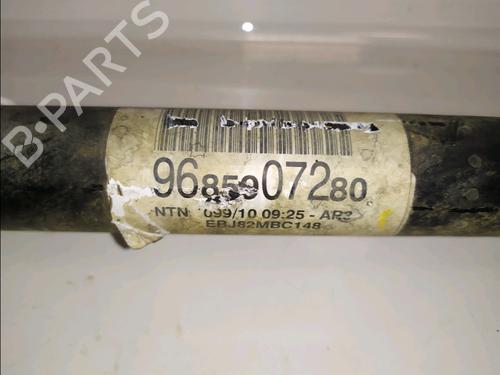 B-PARTS
9685907280
NTN 099/10 09:25 - AR2
EBJ82MBC148